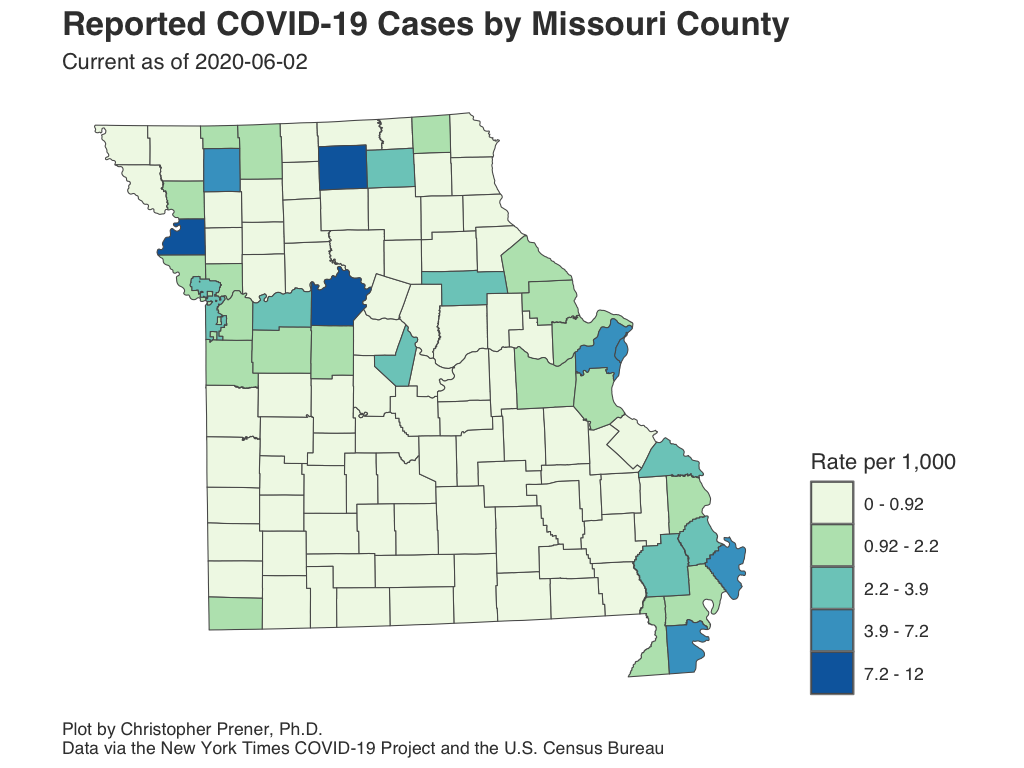 Reported COVID-19 Cases by Missouri County
Current as of 2020-06-02
Rate per 1,000
0 - 0.92
0.92 - 2.2
2.2 - 3.9
3.9 - 7.2
7.2 - 12
Plot by Christopher Prener, Ph.D.
Data via the New York Times COVID-19 Project and the U.S. Census Bureau